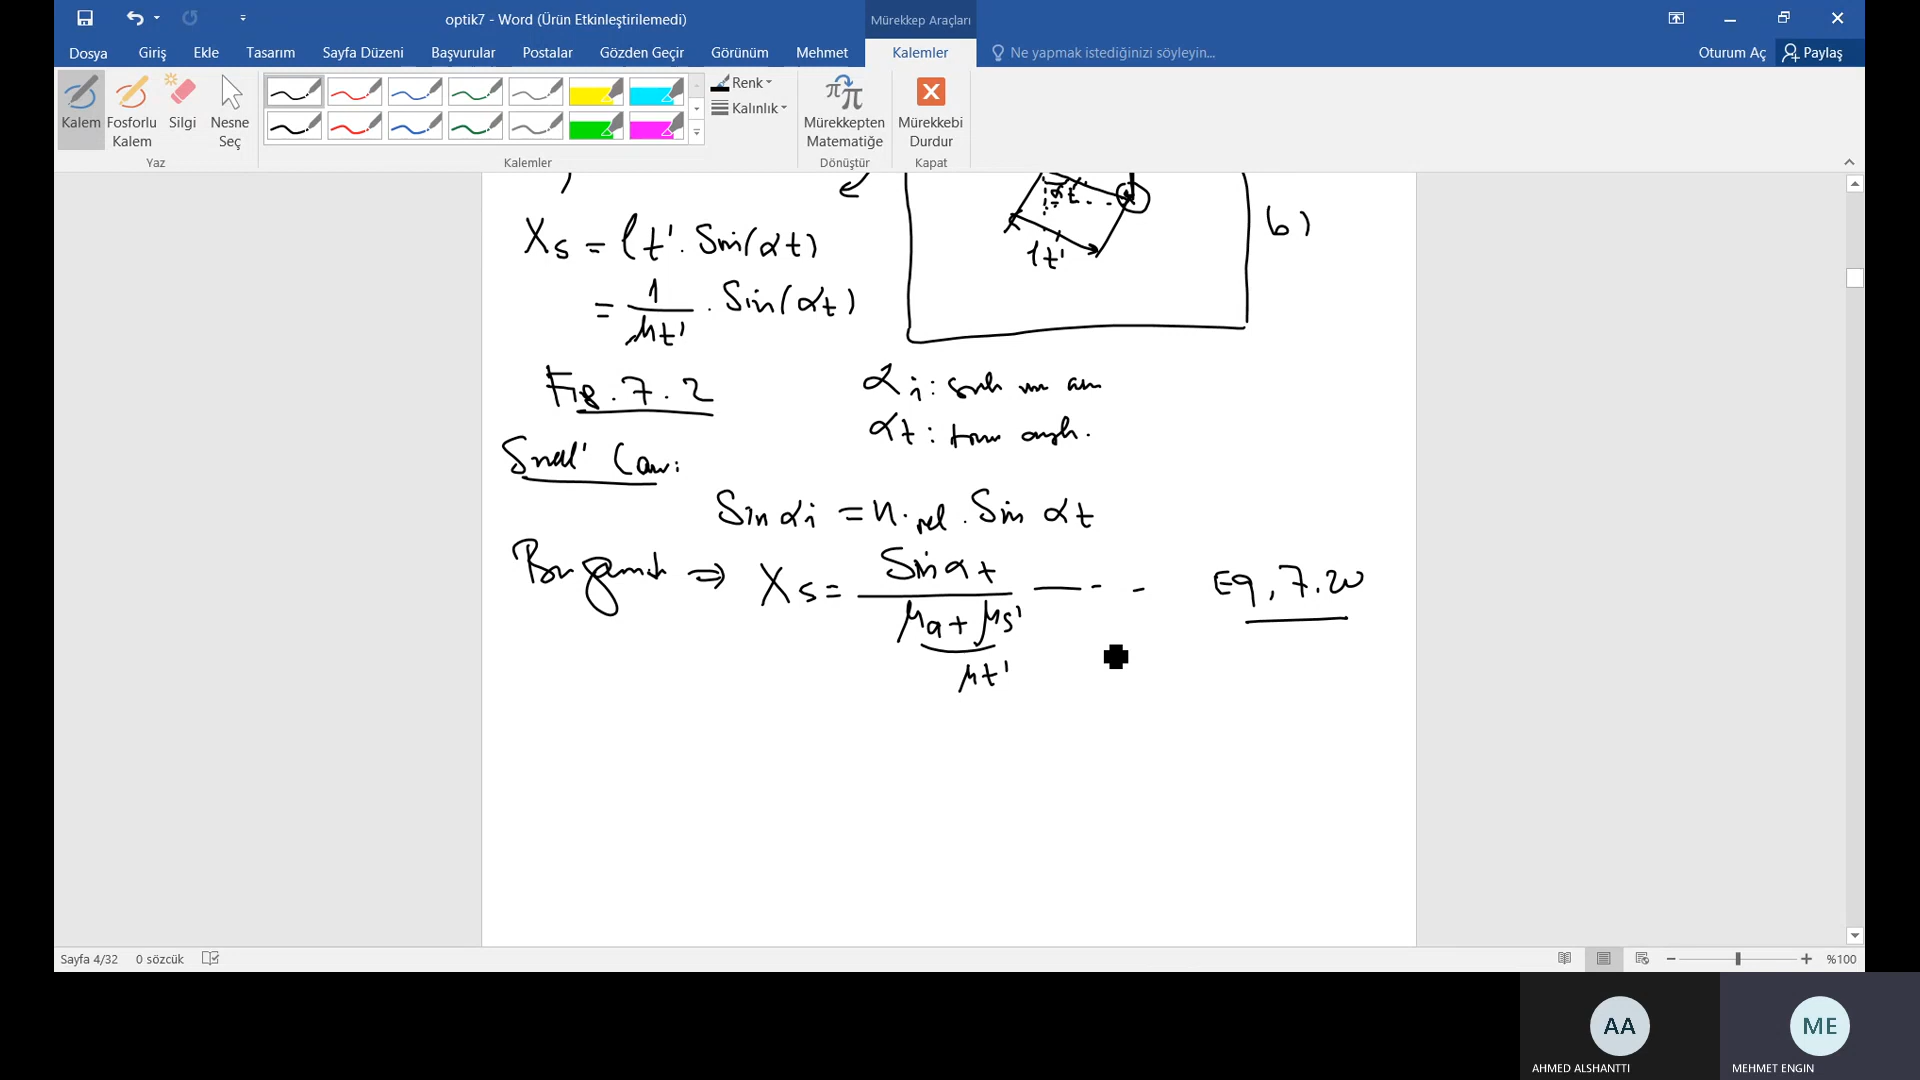 optik7 - Word (Ürün Etkinleştirilemedi)
Mürekkep Araçları
Dosya Giriş Ekle Tasarım Sayfa Düzeni Başvurular Postalar Gözden Geçir Görünüm Mehmet Kalemler Ne yapmak istediğinizi söyleyin... Oturum Aç Paylaş
Kalem Fosforlu Kalem Silgi Nesne Seç
Renk
Kalınlık
Mürekkepten Matematiğe
Mürekkebi Durdur
Yaz Kalemler Dönüştür Kapat
αt
lt'
b)
Xs = lt'. Sin(αt)
= 1/μt' . Sin(αt)
Fig. 7.2
αi:
αt:
Snell' Law:
Sin αi = n.rel . Sin αt
⇒ Xs = Sin αt / μa + μs' --- Eq, 7.20
μt'
Sayfa 4/32 0 sözcük %100
AA ME
AHMED ALSHANTTI MEHMET ENGIN